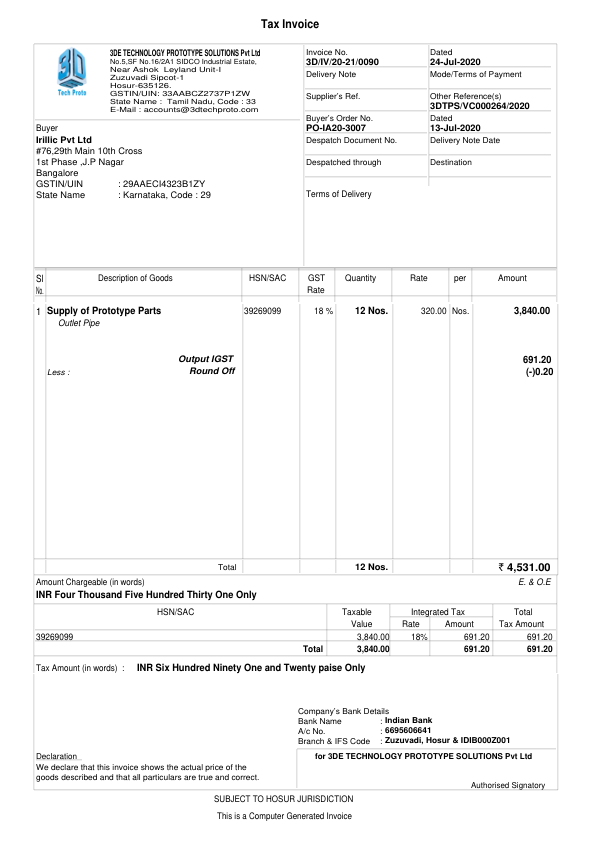 Tax Invoice
3D
Tech Proto
3DE TECHNOLOGY PROTOTYPE SOLUTIONS Pvt Ltd
No.5,SF No.16/2A1 SIDCO Industrial Estate,
Near Ashok Leyland Unit-I
Zuzuvadi Sipcot-1
Hosur-635126.
GSTIN/UIN: 33AABCZ2737P1ZW
State Name : Tamil Nadu, Code : 33
E-Mail : accounts@3dtechproto.com
Invoice No. Dated
3D/IV/20-21/0090 24-Jul-2020
Delivery Note Mode/Terms of Payment
Supplier's Ref. Other Reference(s)
3DTPS/VC000264/2020
Buyer's Order No. Dated
PO-IA20-3007 13-Jul-2020
Despatch Document No. Delivery Note Date
Despatched through Destination
Terms of Delivery
Buyer
Irillic Pvt Ltd
#76,29th Main 10th Cross
1st Phase ,J.P Nagar
Bangalore
GSTIN/UIN : 29AAECI4323B1ZY
State Name : Karnataka, Code : 29
Sl No. Description of Goods HSN/SAC GST Rate Quantity Rate per Amount
1 Supply of Prototype Parts 39269099 18 % 12 Nos. 320.00 Nos. 3,840.00
Outlet Pipe
Output IGST 691.20
Less : Round Off (-)0.20
Total 12 Nos. ₹ 4,531.00
Amount Chargeable (in words) E. & O.E
INR Four Thousand Five Hundred Thirty One Only
HSN/SAC Taxable Integrated Tax Total
Value Rate Amount Tax Amount
39269099 3,840.00 18% 691.20 691.20
Total 3,840.00 691.20 691.20
Tax Amount (in words) : INR Six Hundred Ninety One and Twenty paise Only
Company's Bank Details
Bank Name : Indian Bank
A/c No. : 6695606641
Branch & IFS Code : Zuzuvadi, Hosur & IDIB000Z001
Declaration
We declare that this invoice shows the actual price of the
goods described and that all particulars are true and correct.
for 3DE TECHNOLOGY PROTOTYPE SOLUTIONS Pvt Ltd
Authorised Signatory
SUBJECT TO HOSUR JURISDICTION
This is a Computer Generated Invoice